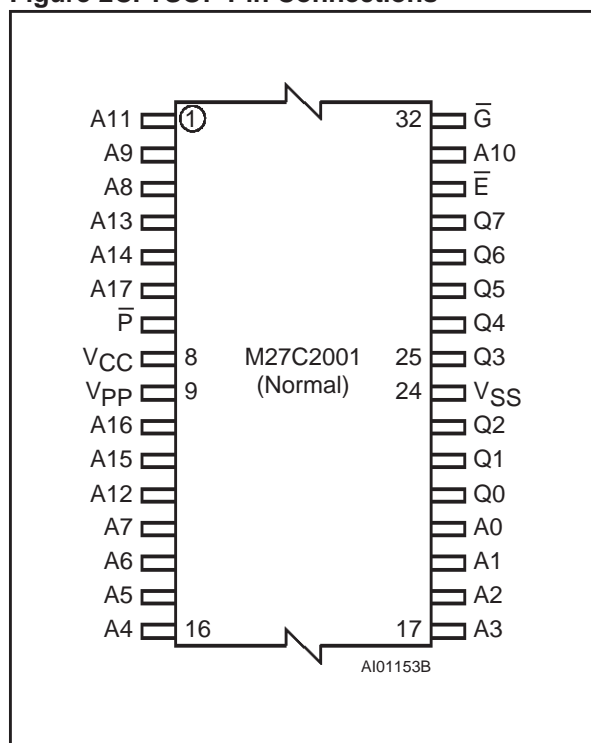 Figure 2C. TSOP Pin Connections
A11 1 32 G̅
A9 A10
A8 E̅
A13 Q7
A14 Q6
A17 Q5
P̅ Q4
VCC 8 M27C2001 25 Q3
VPP 9 (Normal) 24 VSS
A16 Q2
A15 Q1
A12 Q0
A7 A0
A6 A1
A5 A2
A4 16 17 A3
AI01153B